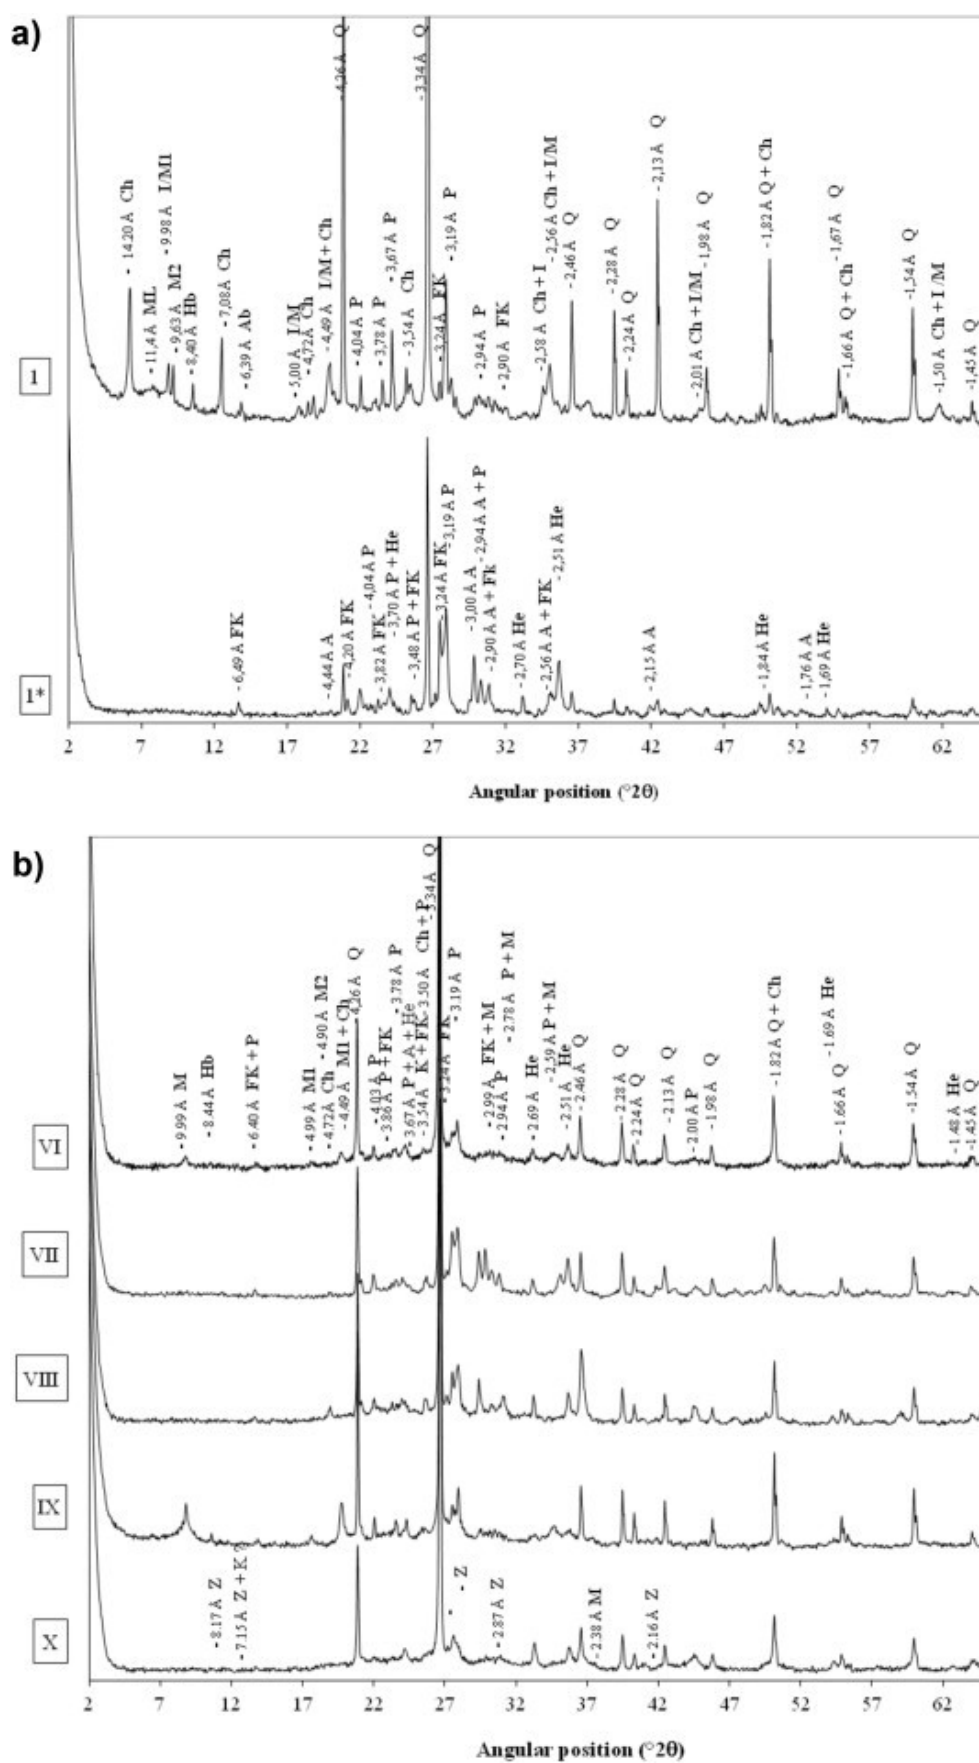 a)
- 14.20 Å Ch
- 11,4 Å ML
- 9.98 Å I/M1
- 9,63 Å M2
- 8,40 Å Hb
- 7,08 Å Ch
- 6,39 Å Ab
- 5,00 Å I/M
- 4,72 Å Ch
- 4,49 Å I/M + Ch
- 4,26 Å Q
- 4,04 Å P
- 3,78 Å P
- 3,67 Å P
- 3,54 Å Ch
- 3,24 Å FK
- 3,34 Å Q
- 3,19 Å P
- 2,94 Å P
- 2,90 Å FK
- 2,58 Å Ch + I
- 2,56 Å Ch + I/M
- 2,46 Å Q
- 2,28 Å Q
- 2,24 Å Q
- 2,13 Å Q
- 2,01 Å Ch + I/M
- 1,98 Å Q
- 1,82 Å Q + Ch
- 1,67 Å Q
- 1,66 Å Q + Ch
- 1,54 Å Q
- 1,50 Å Ch + I /M
- 1,45 Å Q
1
- 6,49 Å FK
- 4,44 Å A
- 4,20 Å FK
- 4,04 Å P
- 3,82 Å FK
- 3,70 Å P + He
- 3,48 Å P + FK
- 3,24 Å FK
- 3,19 Å P
- 3,00 Å A
- 2,94 Å A + P
- 2,90 Å A + Fk
- 2,70 Å He
- 2,56 Å A + FK
- 2,51 Å He
- 2,15 Å A
- 1,84 Å He
- 1,76 Å A
- 1,69 Å He
1*
2 7 12 17 22 27 32 37 42 47 52 57 62
Angular position (°2θ)
b)
- 9.99 Å M
- 8.44 Å Hb
- 6.40 Å FK + P
- 4.99 Å M1
- 4.72 Å Ch
- 4.90 Å M2
- 4.49 Å M1 + Ch
4,26 Å Q
- 4.03 Å P
- 3.86 Å P + FK
- 3.78 Å P
- 3.67 Å P + A + He
- 3.54 Å K + FK
- 3.50 Å Ch + P
- 3.34 Å Q
- 3.24 Å FK
- 3.19 Å P
- 2.99 Å FK + M
- 2.94 Å P
- 2.78 Å P + M
- 2.69 Å He
- 2.59 Å P + M
- 2.51 Å He
- 2.46 Å Q
- 2.28 Å Q
- 2.24 Å Q
- 2.13 Å Q
- 2.00 Å P
- 1.98 Å Q
- 1.82 Å Q + Ch
- 1.69 Å He
- 1.66 Å Q
- 1.54 Å Q
- 1.48 Å He
- 1.45 Å Q
VI
VII
VIII
IX
- 8.17 Å Z
- 7.15 Å Z + K ?
- Z
-
- 2.87 Å Z
- 2.38 Å M
- 2.16 Å Z
X
2 7 12 17 22 27 32 37 42 47 52 57 62
Angular position (°2θ)